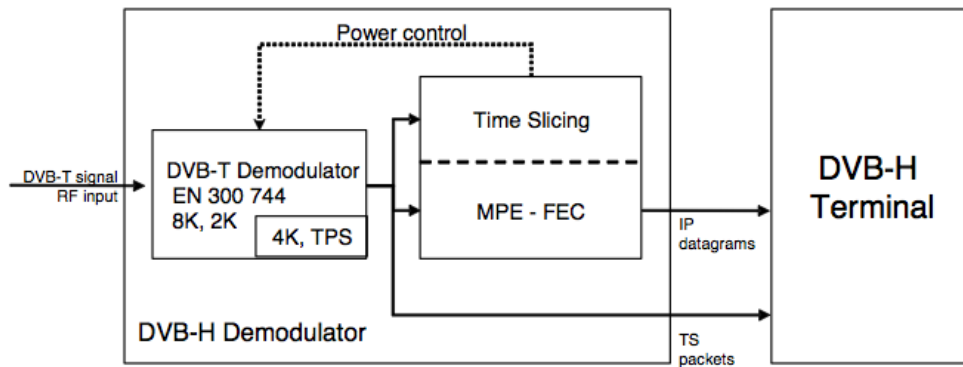 Power control
Time Slicing
DVB-T Demodulator
EN 300 744
8K, 2K
4K, TPS
MPE - FEC
DVB-T signal
RF input
IP
datagrams
DVB-H
Terminal
DVB-H Demodulator
TS
packets